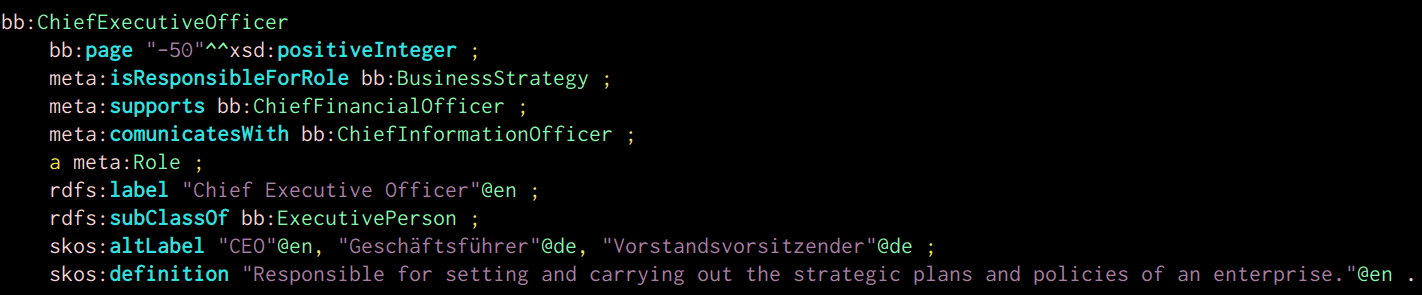 bb:ChiefExecutiveOfficer
bb:page "-50"^^xsd:positiveInteger ;
meta:isResponsibleForRole bb:BusinessStrategy ;
meta:supports bb:ChiefFinancialOfficer ;
meta:comunicatesWith bb:ChiefInformationOfficer ;
a meta:Role ;
rdfs:label "Chief Executive Officer"@en ;
rdfs:subClassOf bb:ExecutivePerson ;
skos:altLabel "CEO"@en, "Geschäftsführer"@de, "Vorstandsvorsitzender"@de ;
skos:definition "Responsible for setting and carrying out the strategic plans and policies of an enterprise."@en .